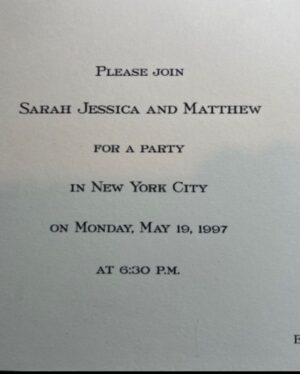 Please join
Sarah Jessica and Matthew
for a party
in New York City
on Monday, May 19, 1997
at 6:30 p.m.
E